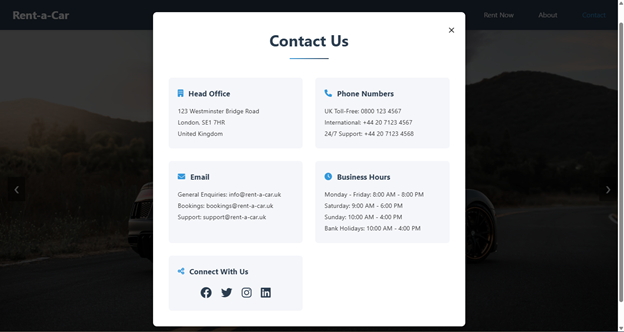 Rent-a-Car
Rent Now
About
Contact
Contact Us
Head Office
123 Westminster Bridge Road
London, SE1 7HR
United Kingdom
Phone Numbers
UK Toll-Free: 0800 123 4567
International: +44 20 7123 4567
24/7 Support: +44 20 7123 4568
Email
General Enquiries: info@rent-a-car.uk
Bookings: bookings@rent-a-car.uk
Support: support@rent-a-car.uk
Business Hours
Monday - Friday: 8:00 AM - 8:00 PM
Saturday: 9:00 AM - 6:00 PM
Sunday: 10:00 AM - 4:00 PM
Bank Holidays: 10:00 AM - 4:00 PM
Connect With Us